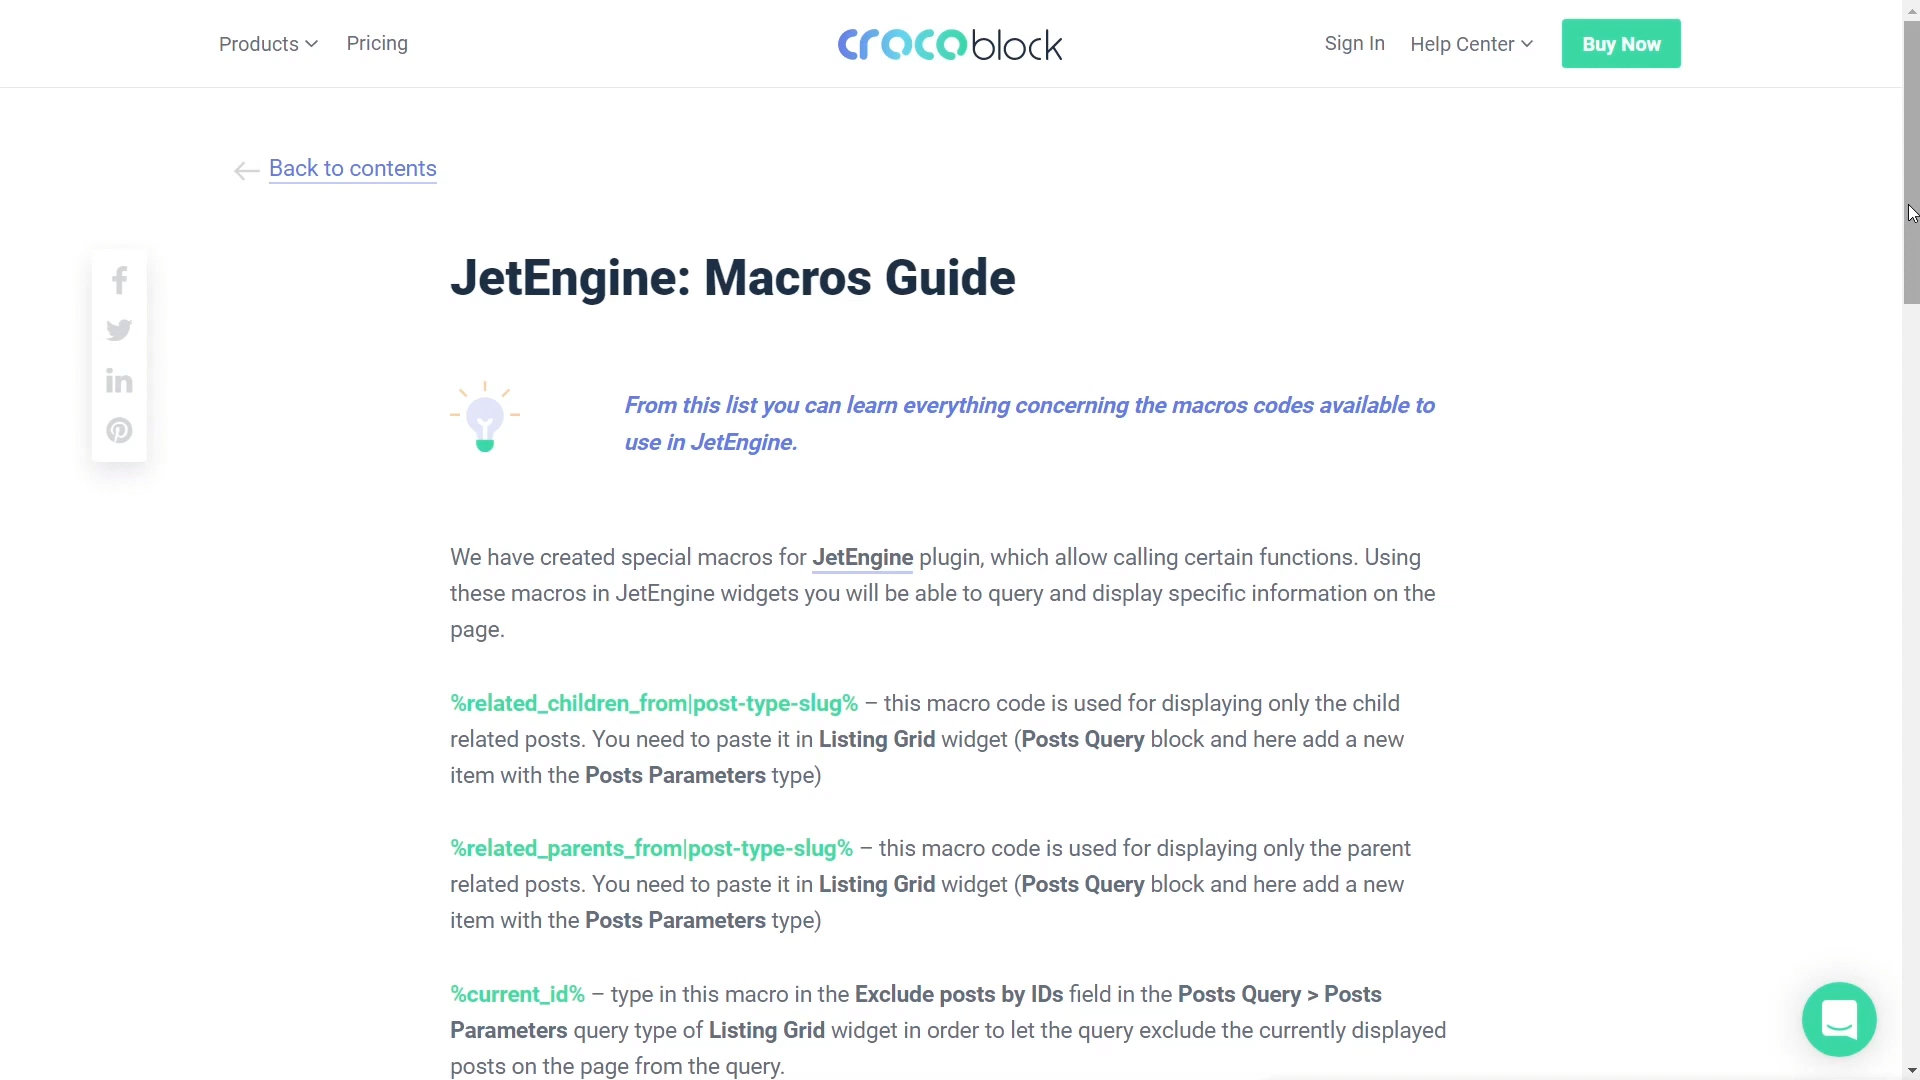 Products
Pricing
crocoblock
Sign In
Help Center
Buy Now
Back to contents
JetEngine: Macros Guide
From this list you can learn everything concerning the macros codes available to
use in JetEngine.
We have created special macros for JetEngine plugin, which allow calling certain functions. Using
these macros in JetEngine widgets you will be able to query and display specific information on the
page.
%related_children_from|post-type-slug% – this macro code is used for displaying only the child
related posts. You need to paste it in Listing Grid widget (Posts Query block and here add a new
item with the Posts Parameters type)
%related_parents_from|post-type-slug% – this macro code is used for displaying only the parent
related posts. You need to paste it in Listing Grid widget (Posts Query block and here add a new
item with the Posts Parameters type)
%current_id% – type in this macro in the Exclude posts by IDs field in the Posts Query > Posts
Parameters query type of Listing Grid widget in order to let the query exclude the currently displayed
posts on the page from the query.